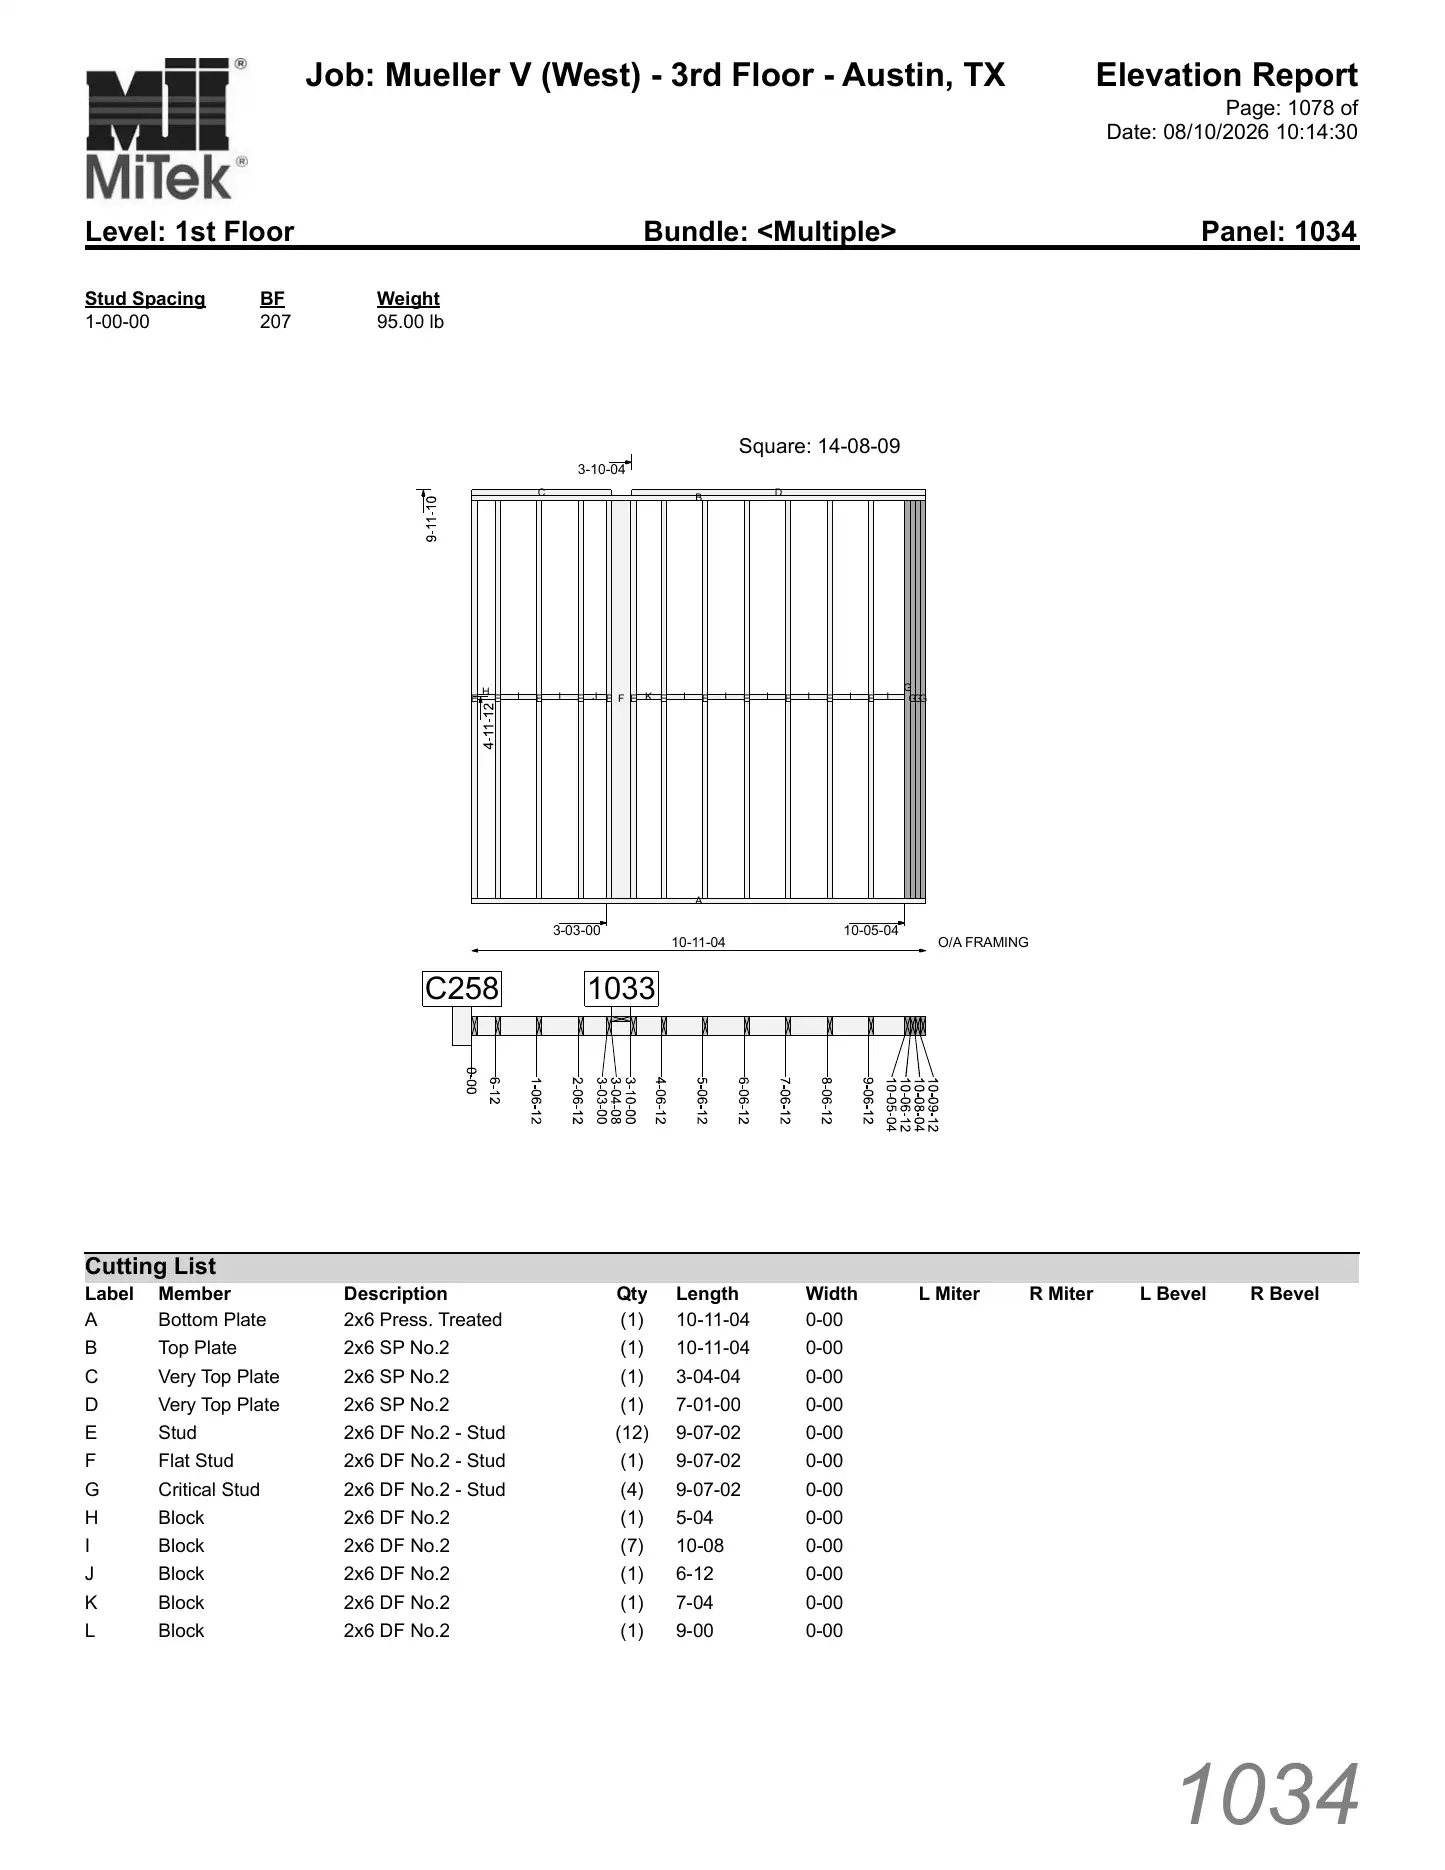 Job: Mueller V (West) - 3rd Floor - Austin, TX
Elevation Report
Page: 1078 of
Date: 08/10/2026 10:14:30
MiTek®
Level: 1st Floor Bundle: <Multiple> Panel: 1034
Stud Spacing BF Weight
1-00-00 207 95.00 lb
Square: 14-08-09
3-10-04
9-11-10
C B D
H I I J F K I I I I I L G
E E E E E E E E E E E E
4-11-12
A
3-03-00 10-05-04
10-11-04 O/A FRAMING
C258 1033
0-00 6-12 1-06-12 2-06-12 3-03-00 3-04-08 3-10-00 4-06-12 5-06-12 6-06-12 7-06-12 8-06-12 9-06-12 10-05-04 10-06-12 10-08-04 10-09-12
Cutting List
Label Member Description Qty Length Width L Miter R Miter L Bevel R Bevel
A Bottom Plate 2x6 Press. Treated (1) 10-11-04 0-00
B Top Plate 2x6 SP No.2 (1) 10-11-04 0-00
C Very Top Plate 2x6 SP No.2 (1) 3-04-04 0-00
D Very Top Plate 2x6 SP No.2 (1) 7-01-00 0-00
E Stud 2x6 DF No.2 - Stud (12) 9-07-02 0-00
F Flat Stud 2x6 DF No.2 - Stud (1) 9-07-02 0-00
G Critical Stud 2x6 DF No.2 - Stud (4) 9-07-02 0-00
H Block 2x6 DF No.2 (1) 5-04 0-00
I Block 2x6 DF No.2 (7) 10-08 0-00
J Block 2x6 DF No.2 (1) 6-12 0-00
K Block 2x6 DF No.2 (1) 7-04 0-00
L Block 2x6 DF No.2 (1) 9-00 0-00
1034